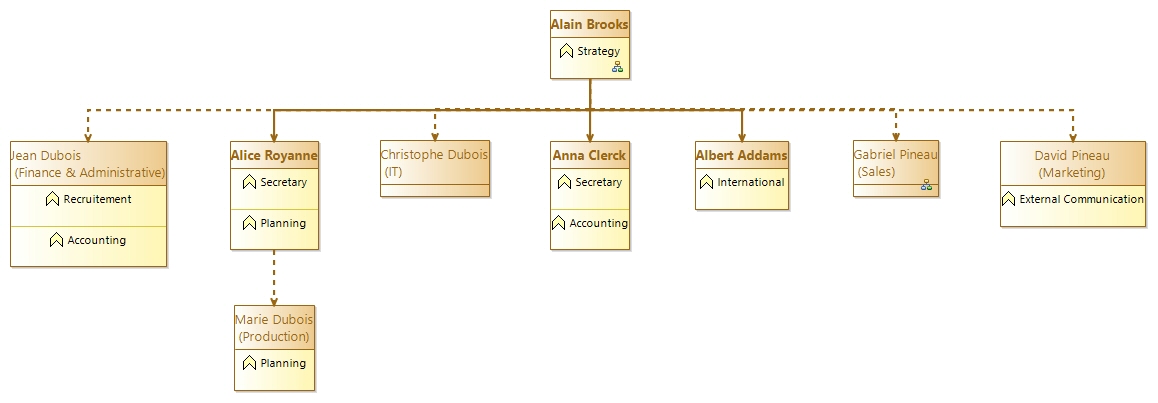 Alain Brooks
Strategy
Jean Dubois
(Finance & Administrative)
Recruitement
Accounting
Alice Royanne
Secretary
Planning
Christophe Dubois
(IT)
Anna Clerck
Secretary
Accounting
Albert Addams
International
Gabriel Pineau
(Sales)
David Pineau
(Marketing)
External Communication
Marie Dubois
(Production)
Planning